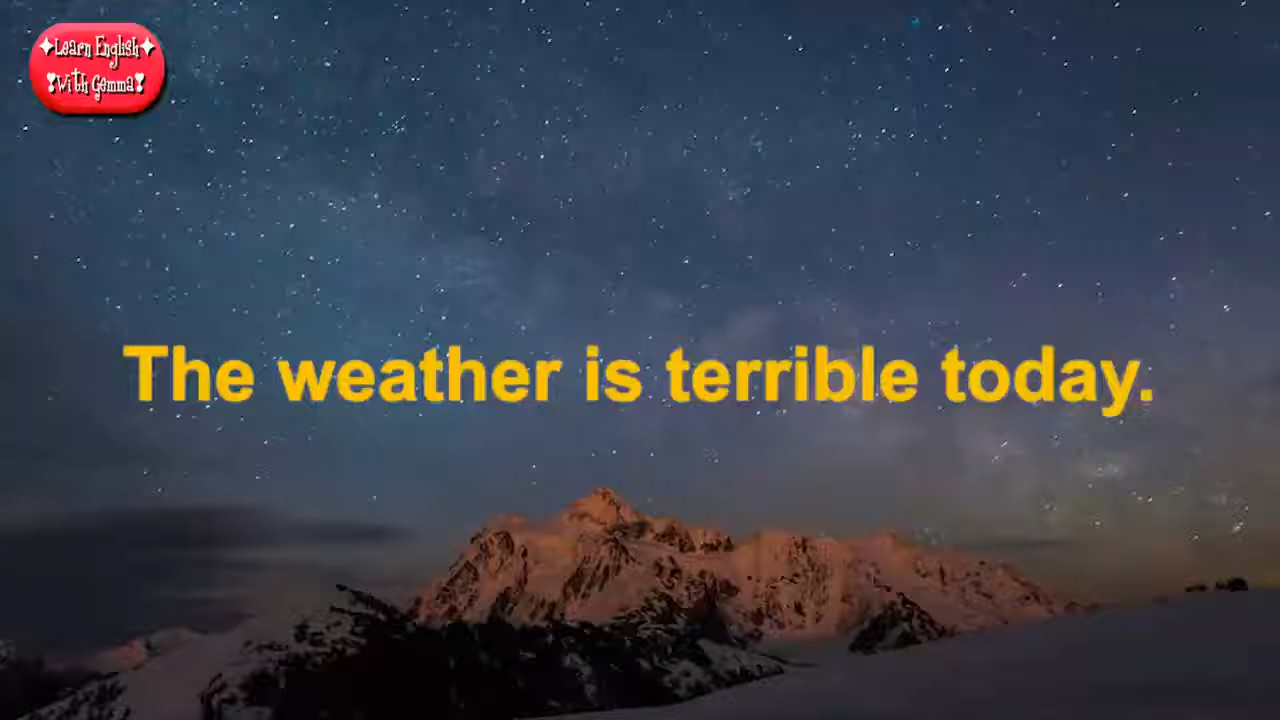 ✦Learn English✦
❣With Gemma❣
The weather is terrible today.